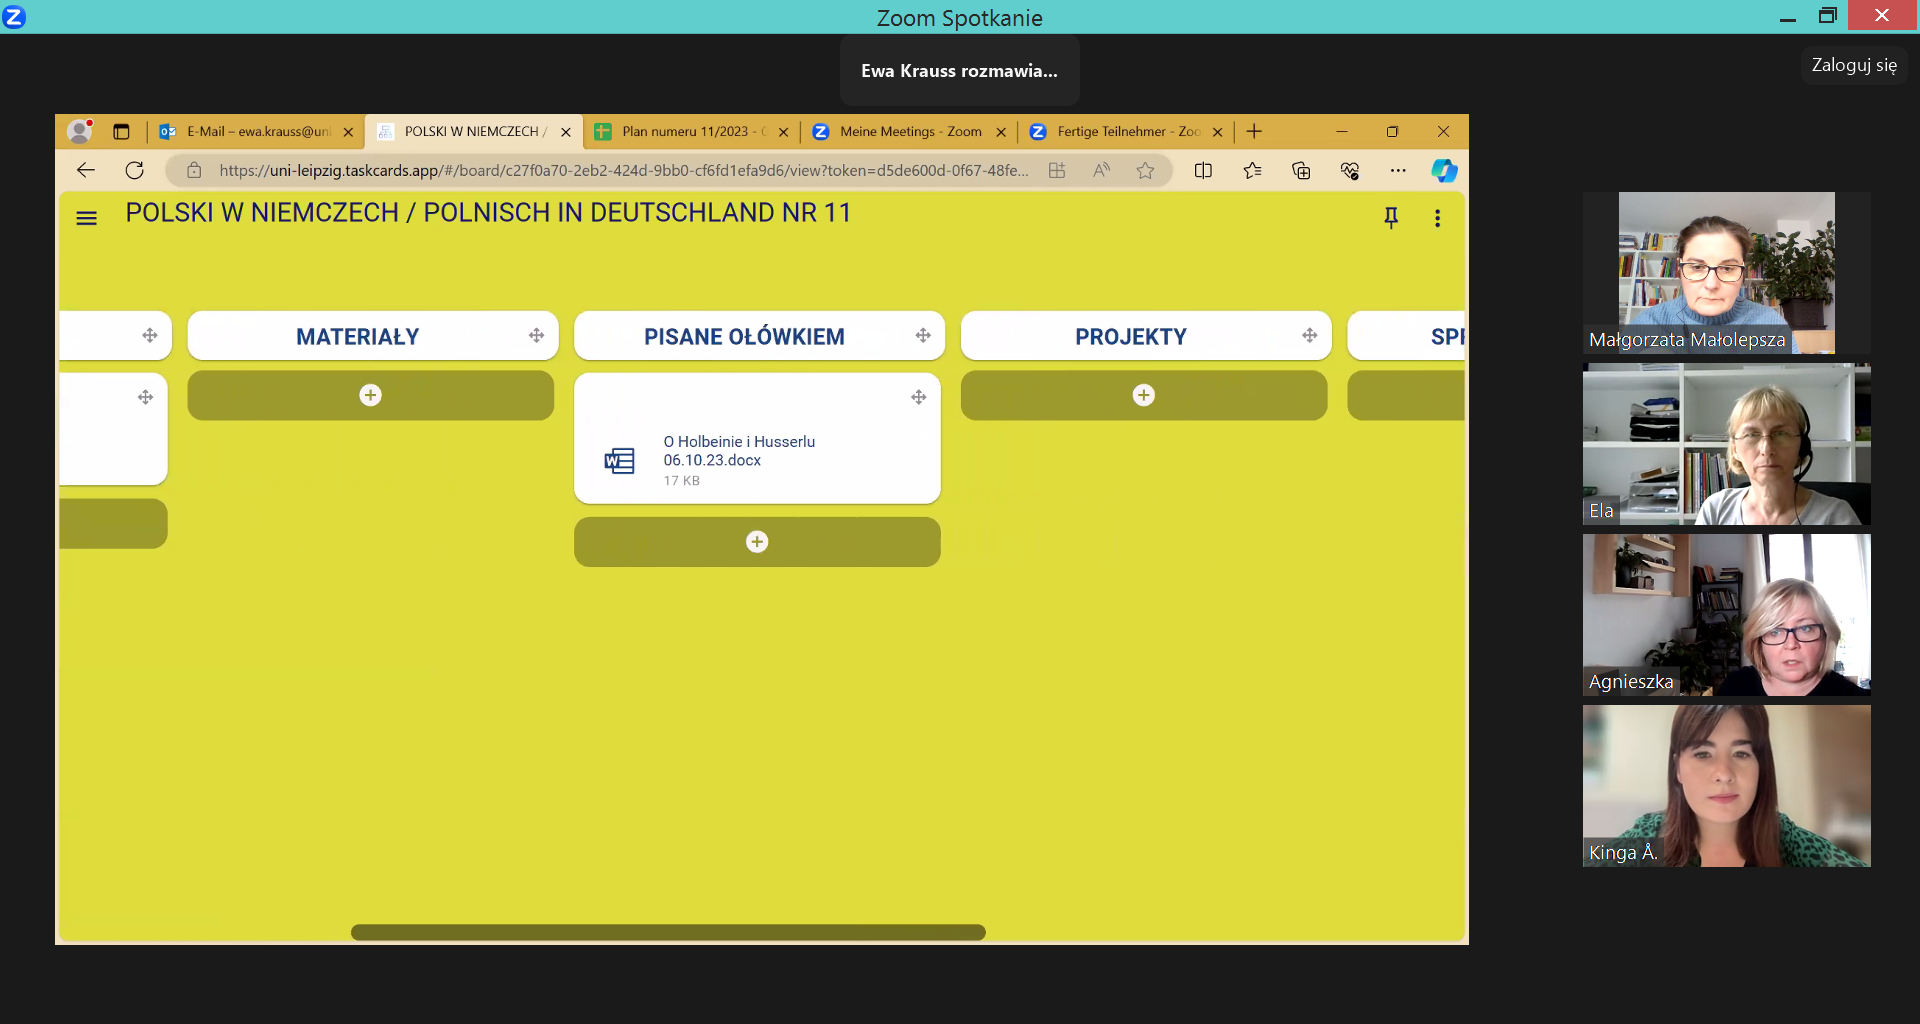 Zoom Spotkanie
Ewa Krauss rozmawia...
Zaloguj się
E-Mail – ewa.krauss@uni
POLSKI W NIEMCZECH /
Plan numeru 11/2023 -
Meine Meetings - Zoom
Fertige Teilnehmer - Zoo
https://uni-leipzig.taskcards.app/#/board/c27f0a70-2eb2-424d-9bb0-cf6fd1efa9d6/view?token=d5de600d-0f67-48fe...
POLSKI W NIEMCZECH / POLNISCH IN DEUTSCHLAND NR 11
MATERIAŁY
PISANE OŁÓWKIEM
PROJEKTY
O Holbeinie i Husserlu
06.10.23.docx
17 KB
Małgorzata Małolepsza
Ela
Agnieszka
Kinga Å.